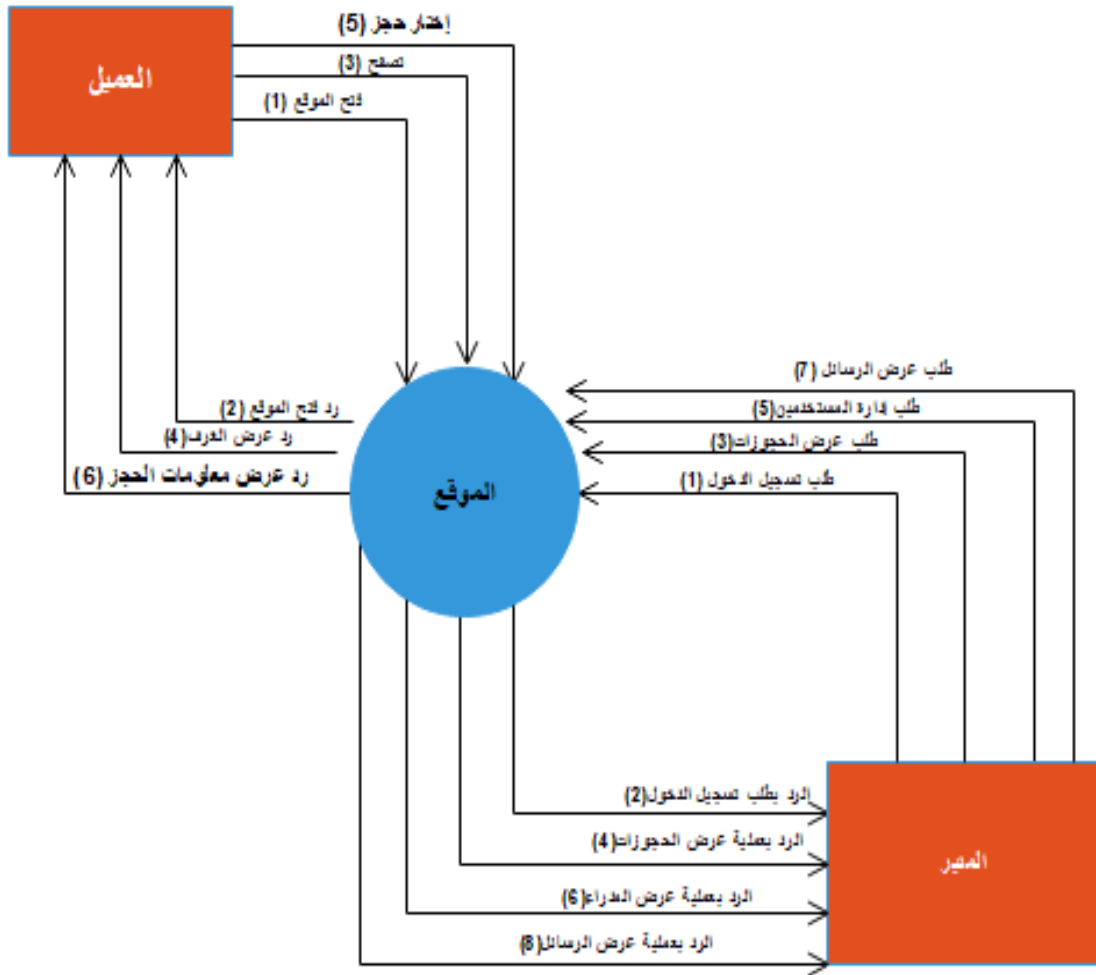 إختار حجز (5)
تصفح (3)
فتح الموقع (1)
العميل
طلب عرض الرسائل (7)
طلب إدارة المستخدمين(5)
طلب عرض الحجوزات(3)
طلب تسجيل الدخول (1)
رد فتح الموقع (2)
رد عرض الغرف(4)
رد عرض معلومات الحجز (6)
الموقع
الرد بطلب تسجيل الدخول(2)
الرد بعملية عرض الحجوزات(4)
الرد بعملية عرض المدراء(6)
الرد بعملية عرض الرسائل(8)
المدير